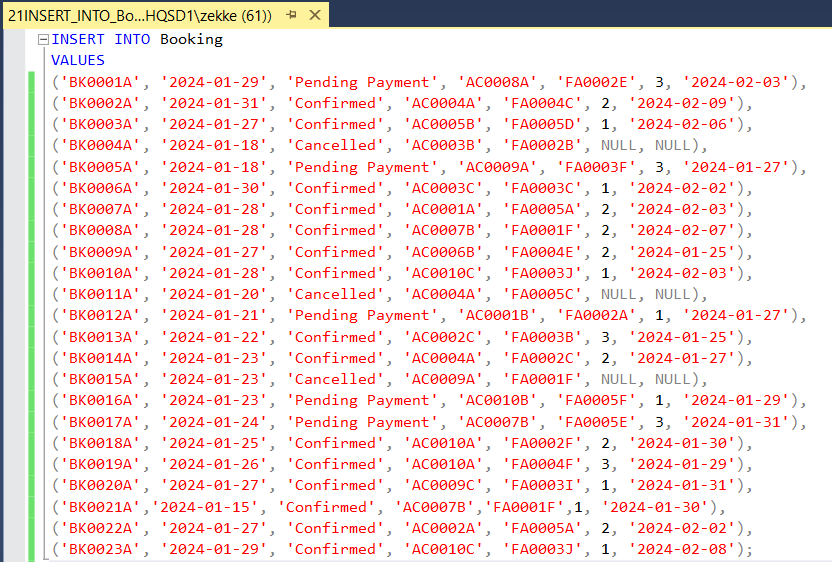 21INSERT_INTO_Bo...HQSD1\zekke (61))
INSERT INTO Booking
VALUES
('BK0001A', '2024-01-29', 'Pending Payment', 'AC0008A', 'FA0002E', 3, '2024-02-03'),
('BK0002A', '2024-01-31', 'Confirmed', 'AC0004A', 'FA0004C', 2, '2024-02-09'),
('BK0003A', '2024-01-27', 'Confirmed', 'AC0005B', 'FA0005D', 1, '2024-02-06'),
('BK0004A', '2024-01-18', 'Cancelled', 'AC0003B', 'FA0002B', NULL, NULL),
('BK0005A', '2024-01-18', 'Pending Payment', 'AC0009A', 'FA0003F', 3, '2024-01-27'),
('BK0006A', '2024-01-30', 'Confirmed', 'AC0003C', 'FA0003C', 1, '2024-02-02'),
('BK0007A', '2024-01-28', 'Confirmed', 'AC0001A', 'FA0005A', 2, '2024-02-03'),
('BK0008A', '2024-01-28', 'Confirmed', 'AC0007B', 'FA0001F', 2, '2024-02-07'),
('BK0009A', '2024-01-27', 'Confirmed', 'AC0006B', 'FA0004E', 2, '2024-01-25'),
('BK0010A', '2024-01-28', 'Confirmed', 'AC0010C', 'FA0003J', 1, '2024-02-03'),
('BK0011A', '2024-01-20', 'Cancelled', 'AC0004A', 'FA0005C', NULL, NULL),
('BK0012A', '2024-01-21', 'Pending Payment', 'AC0001B', 'FA0002A', 1, '2024-01-27'),
('BK0013A', '2024-01-22', 'Confirmed', 'AC0002C', 'FA0003B', 3, '2024-01-25'),
('BK0014A', '2024-01-23', 'Confirmed', 'AC0004A', 'FA0002C', 2, '2024-01-27'),
('BK0015A', '2024-01-23', 'Cancelled', 'AC0009A', 'FA0001F', NULL, NULL),
('BK0016A', '2024-01-23', 'Pending Payment', 'AC0010B', 'FA0005F', 1, '2024-01-29'),
('BK0017A', '2024-01-24', 'Pending Payment', 'AC0007B', 'FA0005E', 3, '2024-01-31'),
('BK0018A', '2024-01-25', 'Confirmed', 'AC0010A', 'FA0002F', 2, '2024-01-30'),
('BK0019A', '2024-01-26', 'Confirmed', 'AC0010A', 'FA0004F', 3, '2024-01-29'),
('BK0020A', '2024-01-27', 'Confirmed', 'AC0009C', 'FA0003I', 1, '2024-01-31'),
('BK0021A','2024-01-15', 'Confirmed', 'AC0007B','FA0001F',1, '2024-01-30'),
('BK0022A', '2024-01-27', 'Confirmed', 'AC0002A', 'FA0005A', 2, '2024-02-02'),
('BK0023A', '2024-01-29', 'Confirmed', 'AC0010C', 'FA0003J', 1, '2024-02-08');